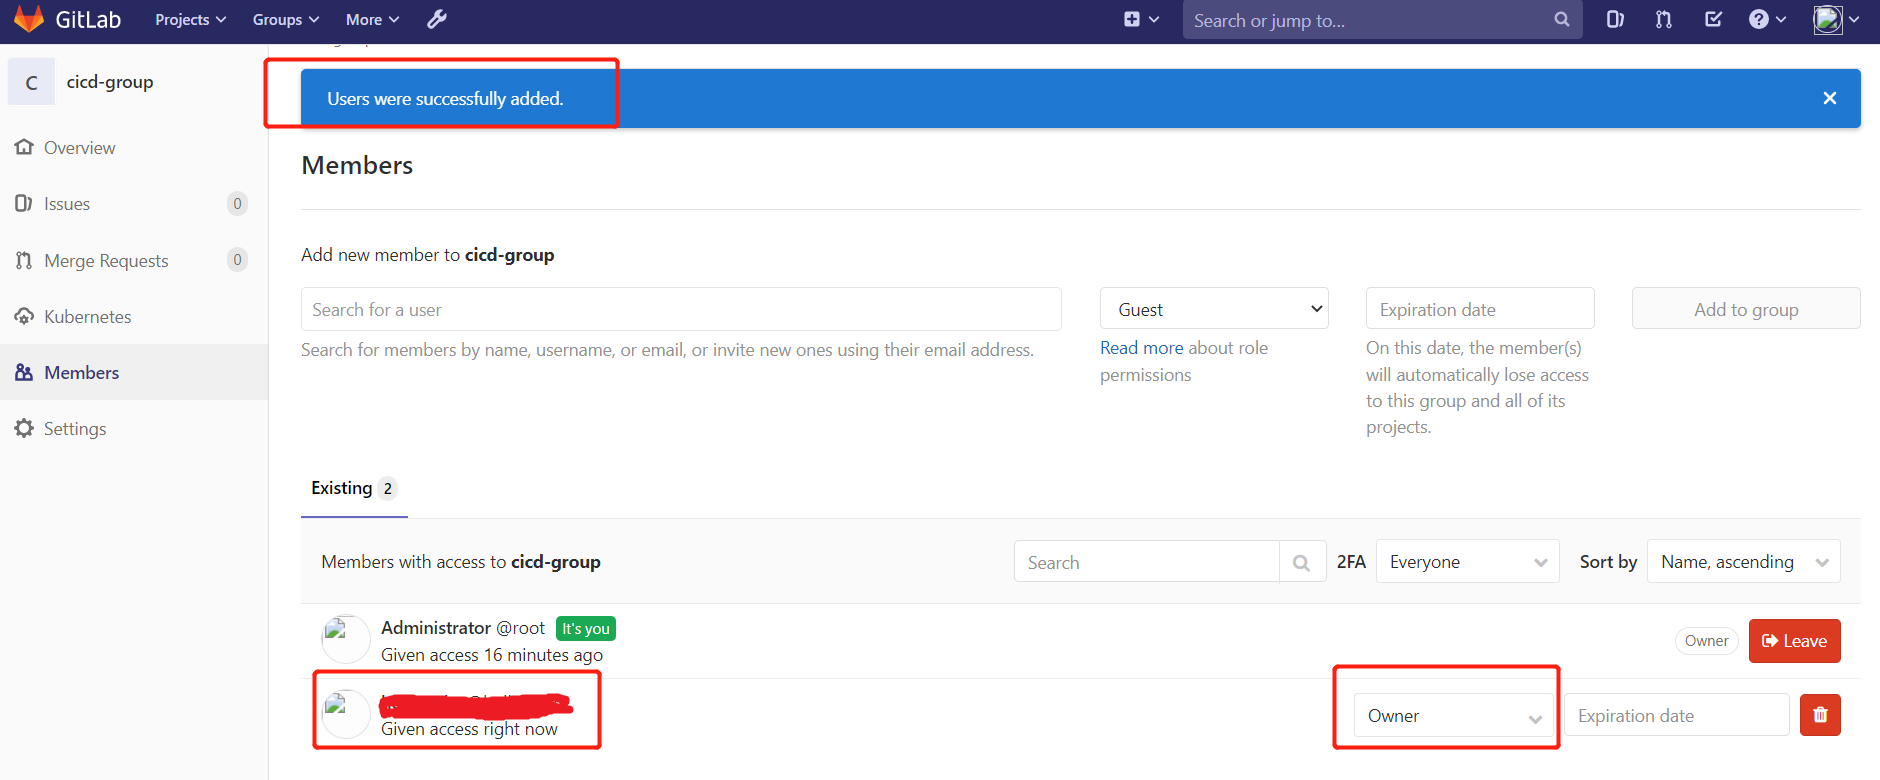 GitLab Projects Groups More Search or jump to...
C cicd-group
Users were successfully added.
Overview
Issues 0
Merge Requests 0
Kubernetes
Members
Settings
Members
Add new member to cicd-group
Search for a user
Search for members by name, username, or email, or invite new ones using their email address.
Guest
Read more about role
permissions
Expiration date
On this date, the member(s)
will automatically lose access
to this group and all of its
projects.
Add to group
Existing 2
Members with access to cicd-group Search 2FA Everyone Sort by Name, ascending
Administrator @root It's you
Given access 16 minutes ago
Owner Leave
Given access right now
Owner Expiration date